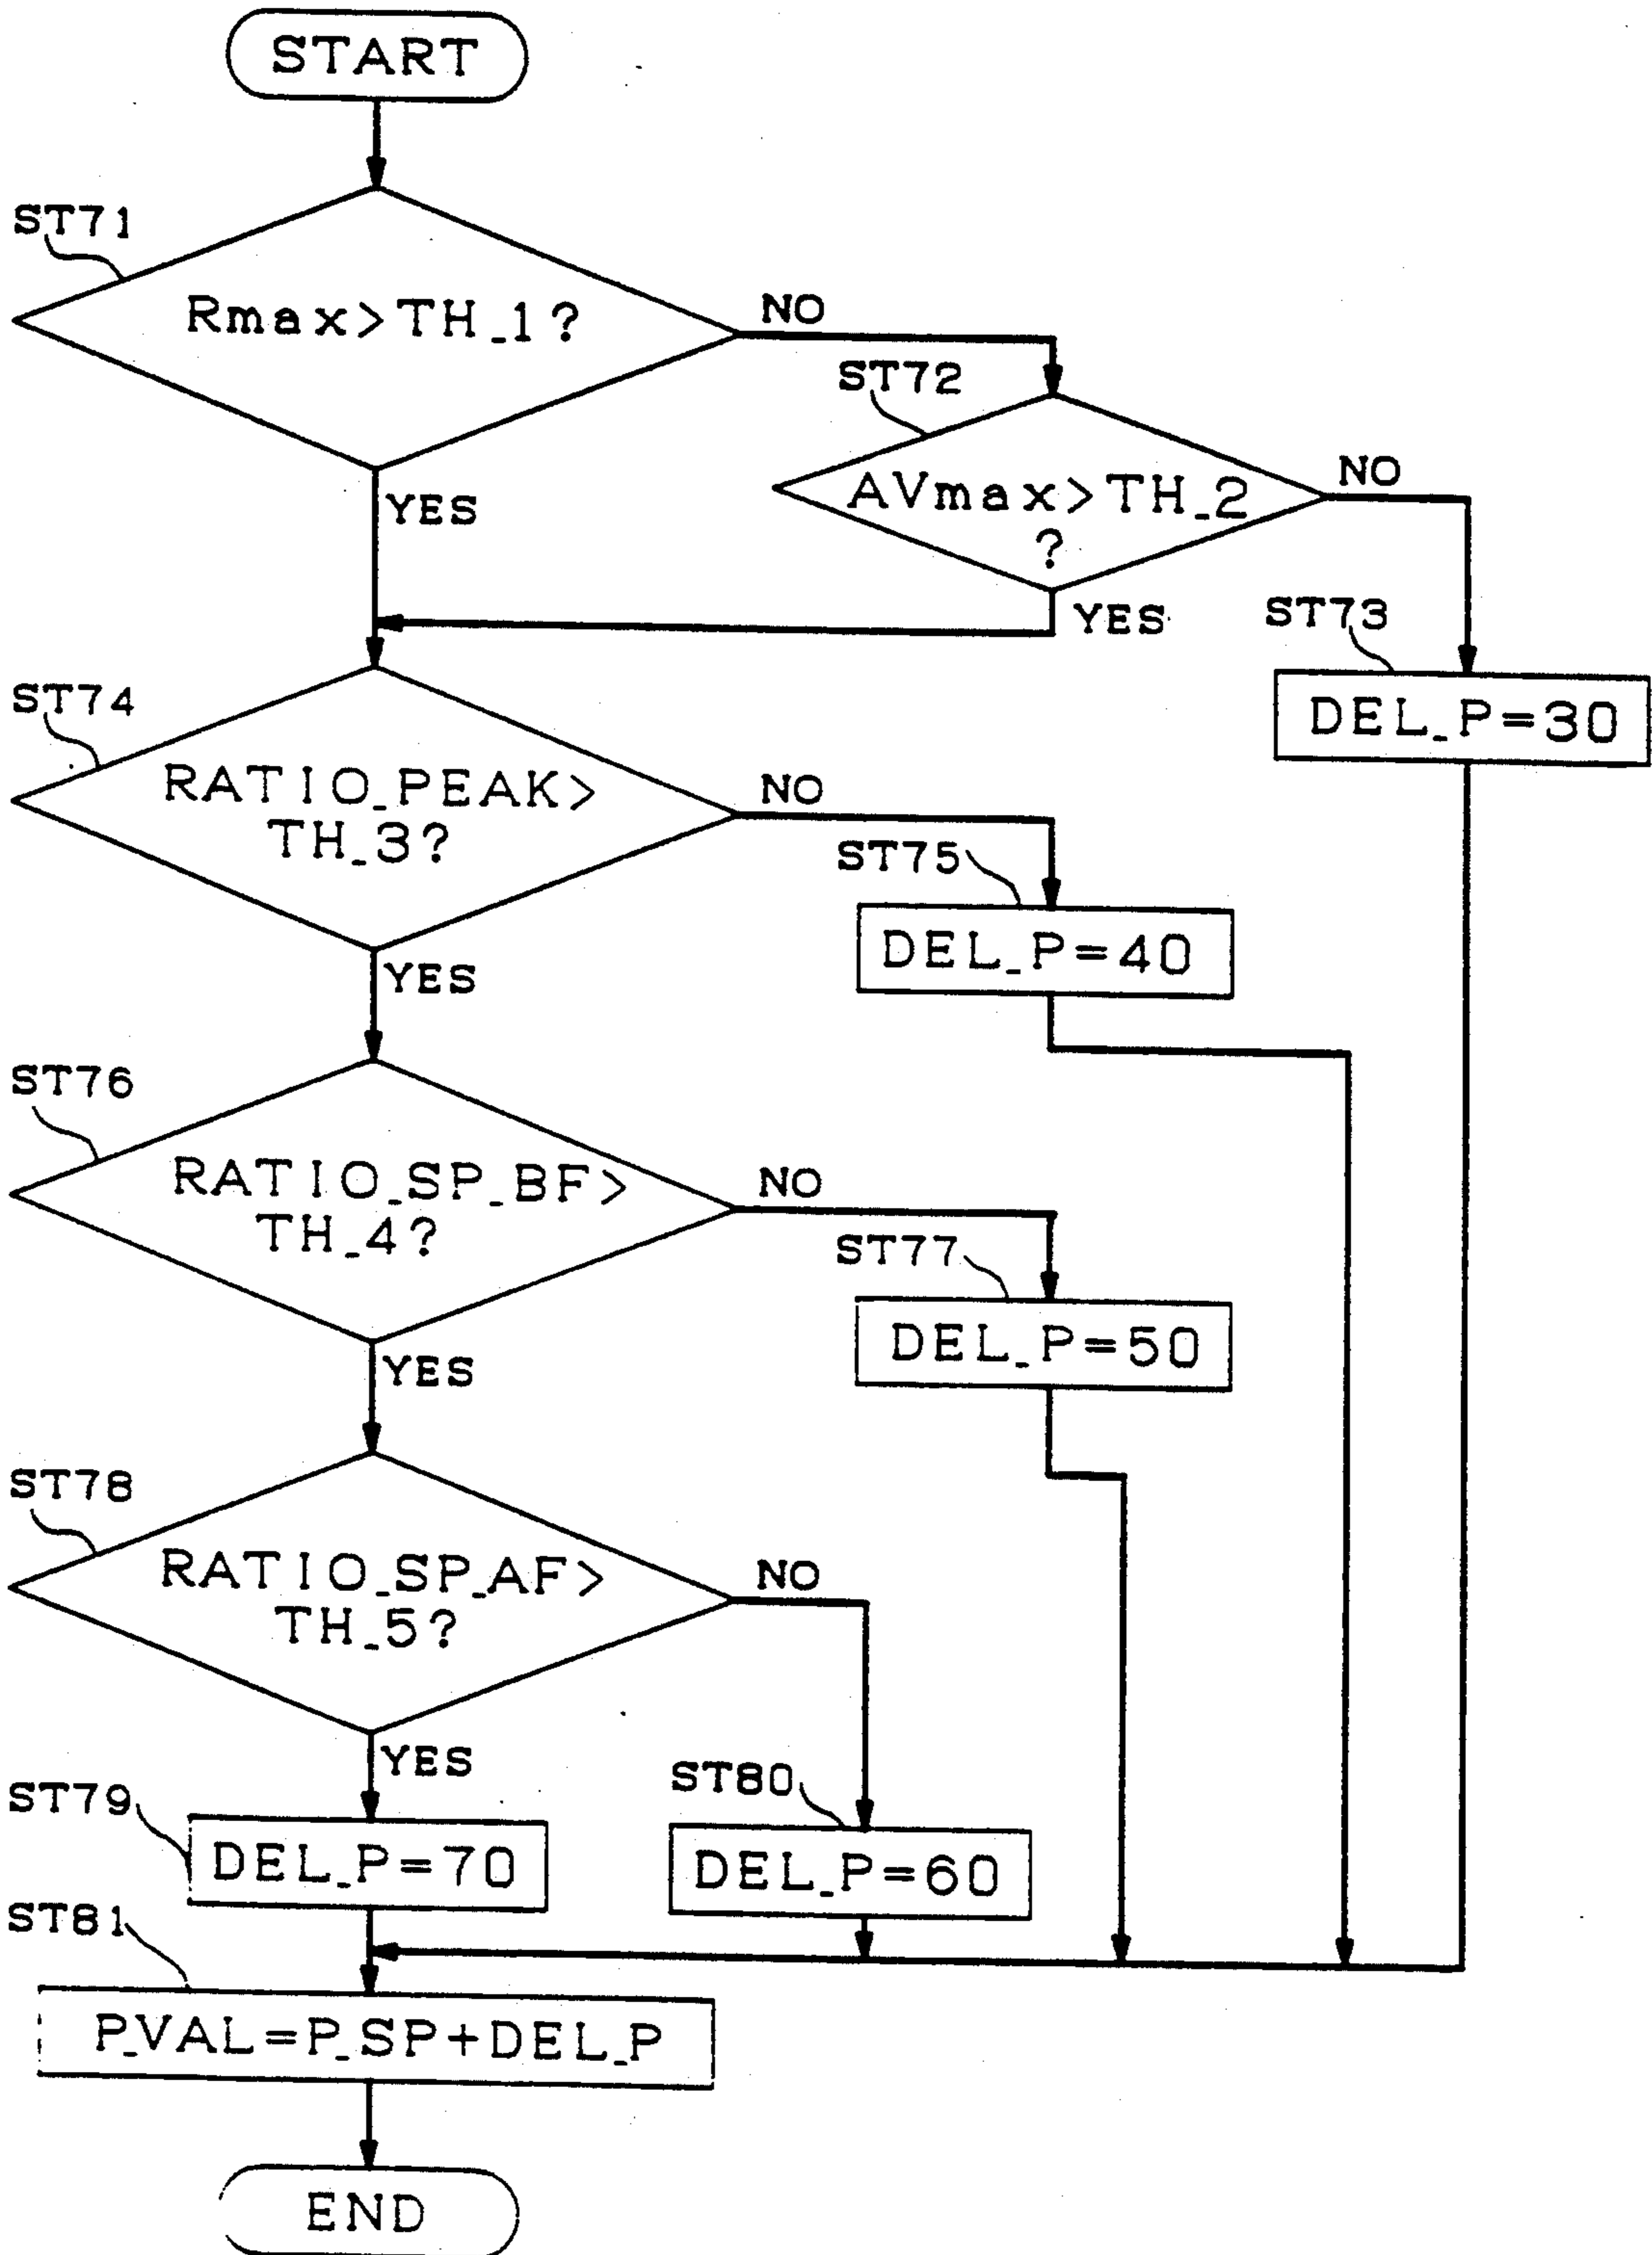 START
ST71
Rmax>TH_1?
NO
ST72
AVmax>TH_2
?
NO
YES
YES
ST73
DEL_P=30
ST74
RATIO_PEAK>
TH_3?
NO
ST75
DEL_P=40
YES
ST76
RATIO_SP_BF>
TH_4?
NO
ST77
DEL_P=50
YES
ST78
RATIO_SP_AF>
TH_5?
NO
YES
ST79
DEL_P=70
ST80
DEL_P=60
ST81
P_VAL=P_SP+DEL_P
END